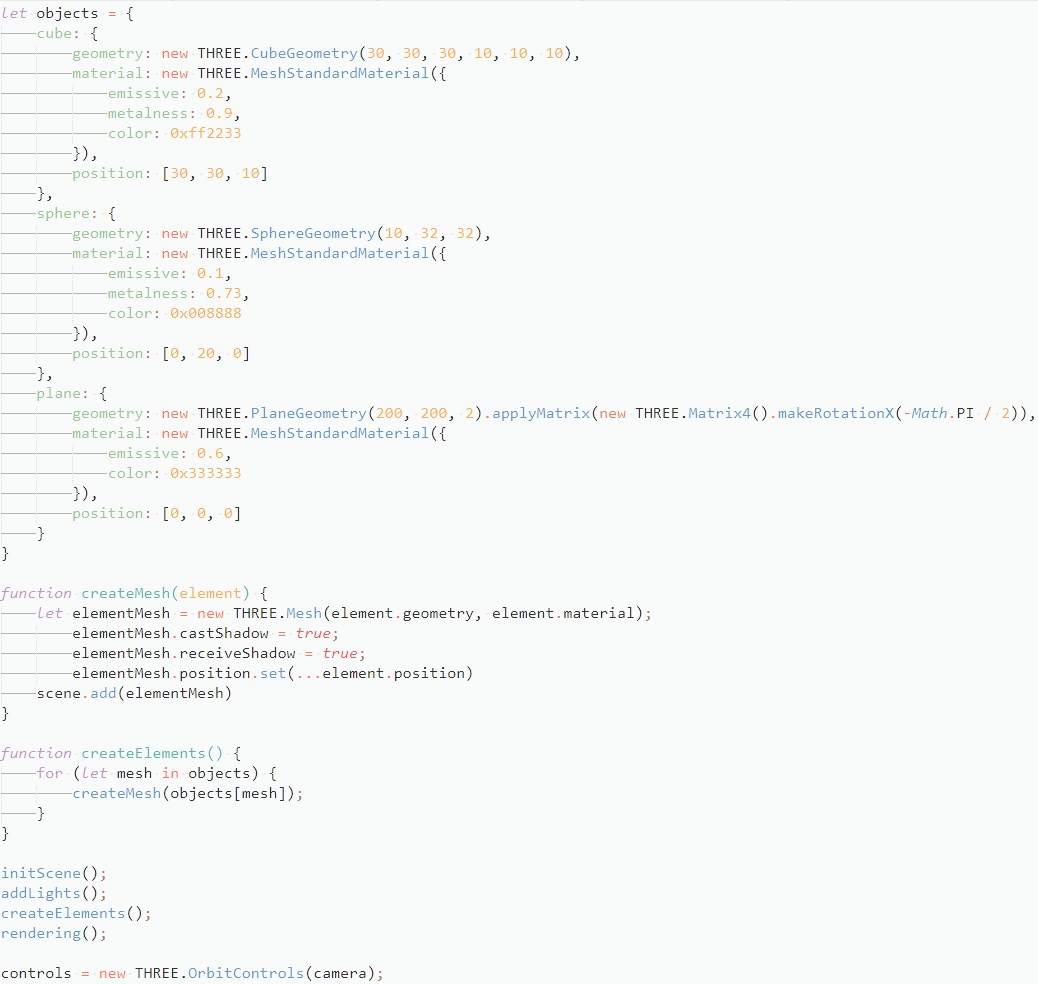 let objects = {
    cube: {
        geometry: new THREE.CubeGeometry(30, 30, 30, 10, 10, 10),
        material: new THREE.MeshStandardMaterial({
            emissive: 0.2,
            metalness: 0.9,
            color: 0xff2233
        }),
        position: [30, 30, 10]
    },
    sphere: {
        geometry: new THREE.SphereGeometry(10, 32, 32),
        material: new THREE.MeshStandardMaterial({
            emissive: 0.1,
            metalness: 0.73,
            color: 0x008888
        }),
        position: [0, 20, 0]
    },
    plane: {
        geometry: new THREE.PlaneGeometry(200, 200, 2).applyMatrix(new THREE.Matrix4().makeRotationX(-Math.PI / 2)),
        material: new THREE.MeshStandardMaterial({
            emissive: 0.6,
            color: 0x333333
        }),
        position: [0, 0, 0]
    }
}

function createMesh(element) {
    let elementMesh = new THREE.Mesh(element.geometry, element.material);
        elementMesh.castShadow = true;
        elementMesh.receiveShadow = true;
        elementMesh.position.set(...element.position)
    scene.add(elementMesh)
}

function createElements() {
    for (let mesh in objects) {
        createMesh(objects[mesh]);
    }
}

initScene();
addLights();
createElements();
rendering();

controls = new THREE.OrbitControls(camera);